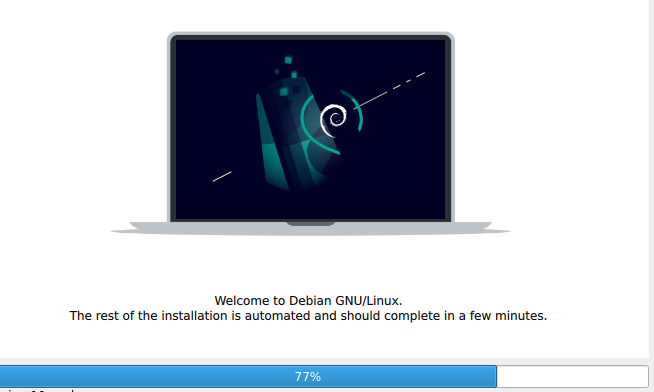 Welcome to Debian GNU/Linux.
The rest of the installation is automated and should complete in a few minutes.
77%